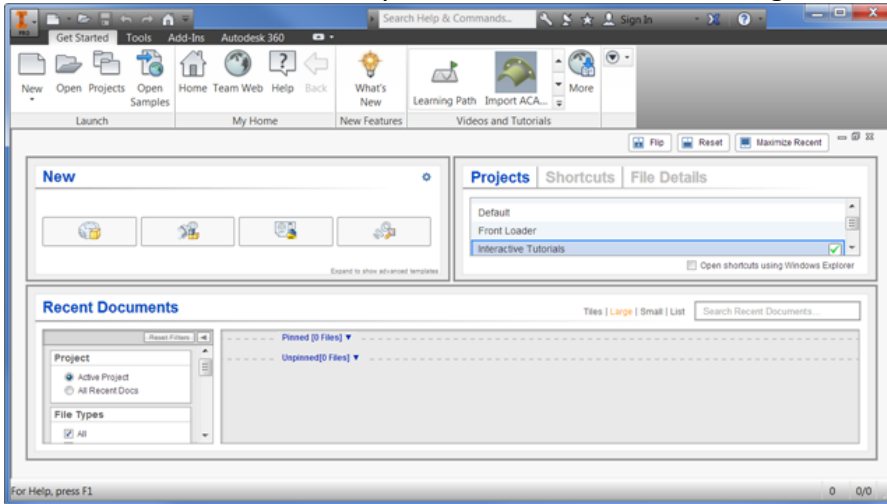 PRO
Search Help & Commands...
Sign In
Get Started Tools Add-Ins Autodesk 360
New Open Projects Open Samples Home Team Web Help Back What's New Learning Path Import ACA... More
Launch My Home New Features Videos and Tutorials
Flip Reset Maximize Recent
New
Projects Shortcuts File Details
Default
Front Loader
Interactive Tutorials
Expand to show advanced templates
Open shortcuts using Windows Explorer
Recent Documents
Tiles | Large | Small | List Search Recent Documents...
Reset Filters
Pinned [0 Files]
Project
Unpinned[0 Files]
Active Project
All Recent Docs
File Types
All
For Help, press F1 0 0/0